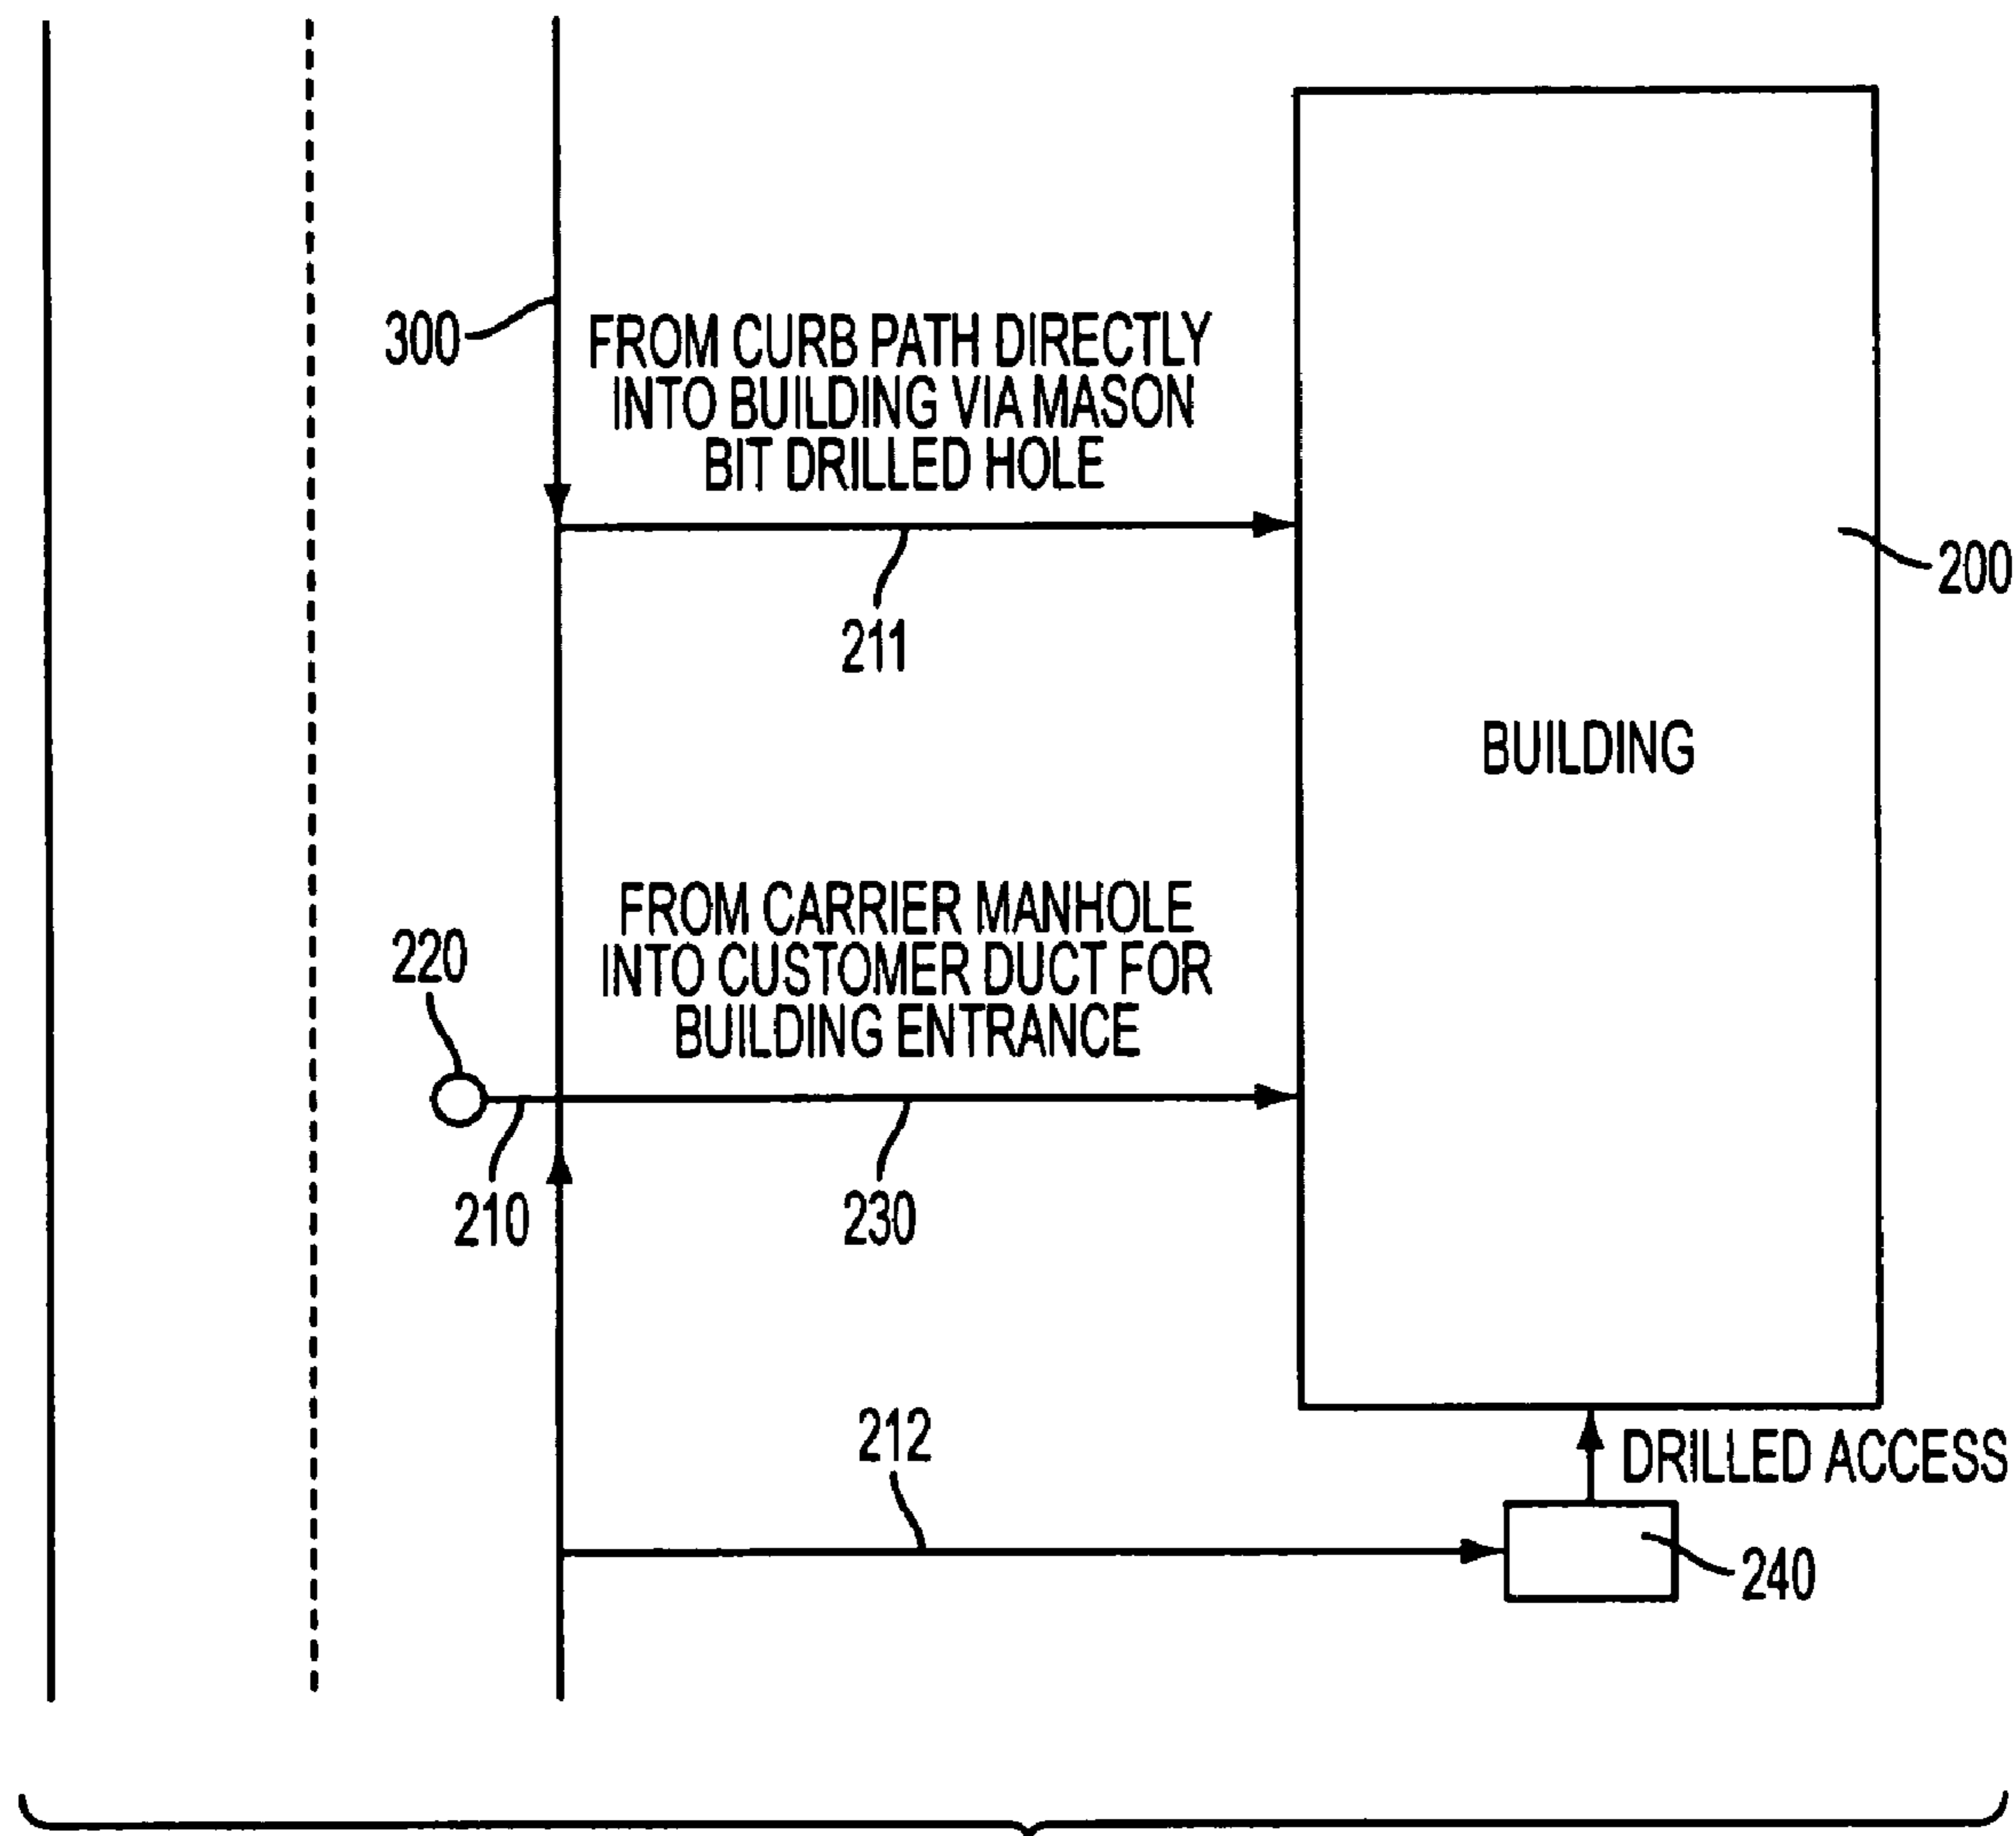 300
FROM CURB PATH DIRECTLY
INTO BUILDING VIA MASON
BIT DRILLED HOLE
200
211
BUILDING
FROM CARRIER MANHOLE
INTO CUSTOMER DUCT FOR
BUILDING ENTRANCE
220
210
230
212
DRILLED ACCESS
240